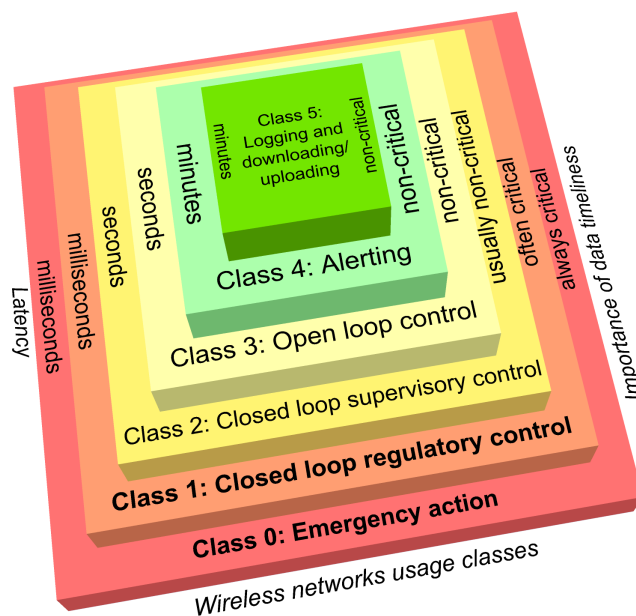 Class 5:
Logging and
downloading/
uploading
minutes
non-critical
minutes
non-critical
Class 4: Alerting
seconds
non-critical
Class 3: Open loop control
seconds
usually non-critical
Class 2: Closed loop supervisory control
milliseconds
often critical
Class 1: Closed loop regulatory control
milliseconds
always critical
Class 0: Emergency action
Latency
Importance of data timeliness
Wireless networks usage classes